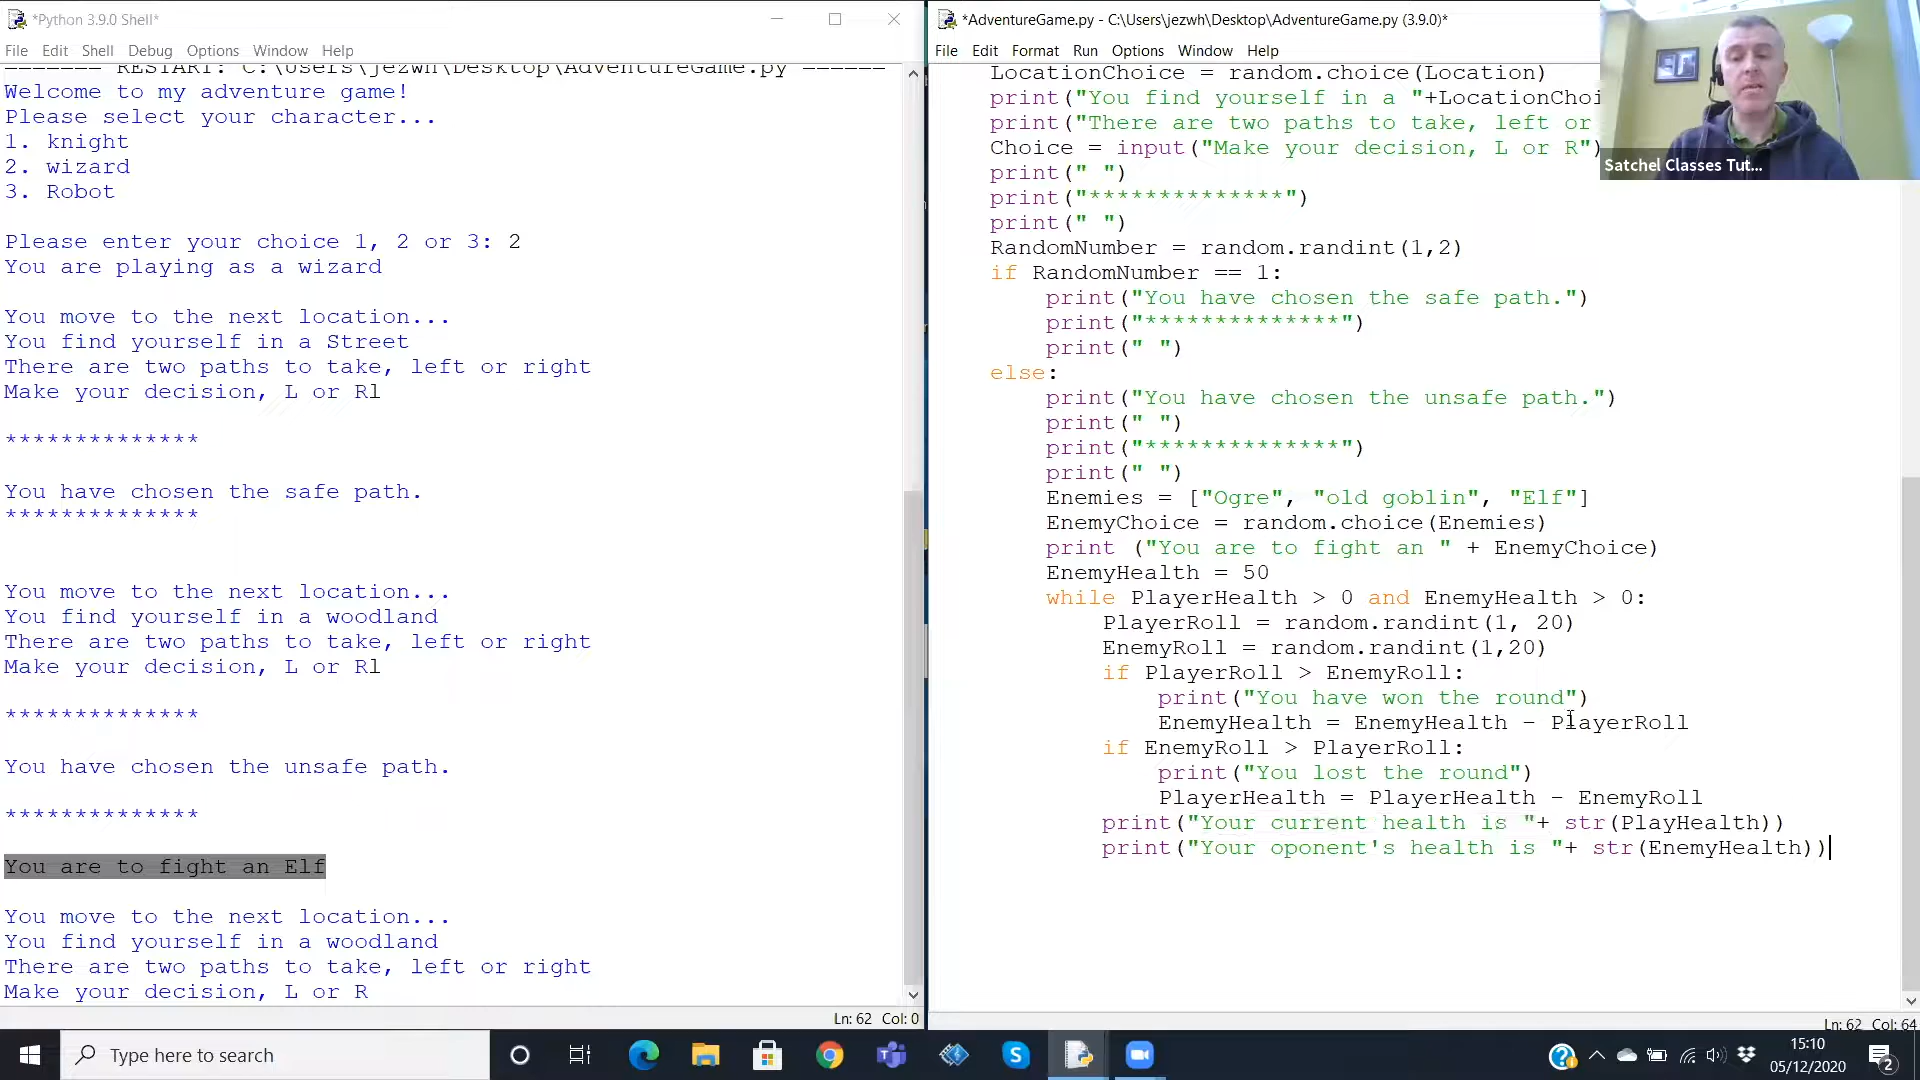 *Python 3.9.0 Shell*
File Edit Shell Debug Options Window Help
======= RESTART: C:\Users\jezwh\Desktop\AdventureGame.py ======
Welcome to my adventure game!
Please select your character...
1. knight
2. wizard
3. Robot
Please enter your choice 1, 2 or 3: 2
You are playing as a wizard
You move to the next location...
You find yourself in a Street
There are two paths to take, left or right
Make your decision, L or Rl
**************
You have chosen the safe path.
**************
You move to the next location...
You find yourself in a woodland
There are two paths to take, left or right
Make your decision, L or Rl
**************
You have chosen the unsafe path.
**************
You are to fight an Elf
You move to the next location...
You find yourself in a woodland
There are two paths to take, left or right
Make your decision, L or R
Ln: 62 Col: 0
*AdventureGame.py - C:\Users\jezwh\Desktop\AdventureGame.py (3.9.0)*
File Edit Format Run Options Window Help
LocationChoice = random.choice(Location)
print("You find yourself in a "+LocationChoi
print("There are two paths to take, left or
Choice = input("Make your decision, L or R")
print(" ")
print("**************")
print(" ")
RandomNumber = random.randint(1,2)
if RandomNumber == 1:
print("You have chosen the safe path.")
print("**************")
print(" ")
else:
print("You have chosen the unsafe path.")
print(" ")
print("**************")
print(" ")
Enemies = ["Ogre", "old goblin", "Elf"]
EnemyChoice = random.choice(Enemies)
print ("You are to fight an " + EnemyChoice)
EnemyHealth = 50
while PlayerHealth > 0 and EnemyHealth > 0:
PlayerRoll = random.randint(1, 20)
EnemyRoll = random.randint(1,20)
if PlayerRoll > EnemyRoll:
print("You have won the round")
EnemyHealth = EnemyHealth - PlayerRoll
if EnemyRoll > PlayerRoll:
print("You lost the round")
PlayerHealth = PlayerHealth - EnemyRoll
print("Your current health is "+ str(PlayHealth))
print("Your oponent's health is "+ str(EnemyHealth))
Ln: 62 Col: 64
Satchel Classes Tut...
Type here to search
15:10
05/12/2020
2